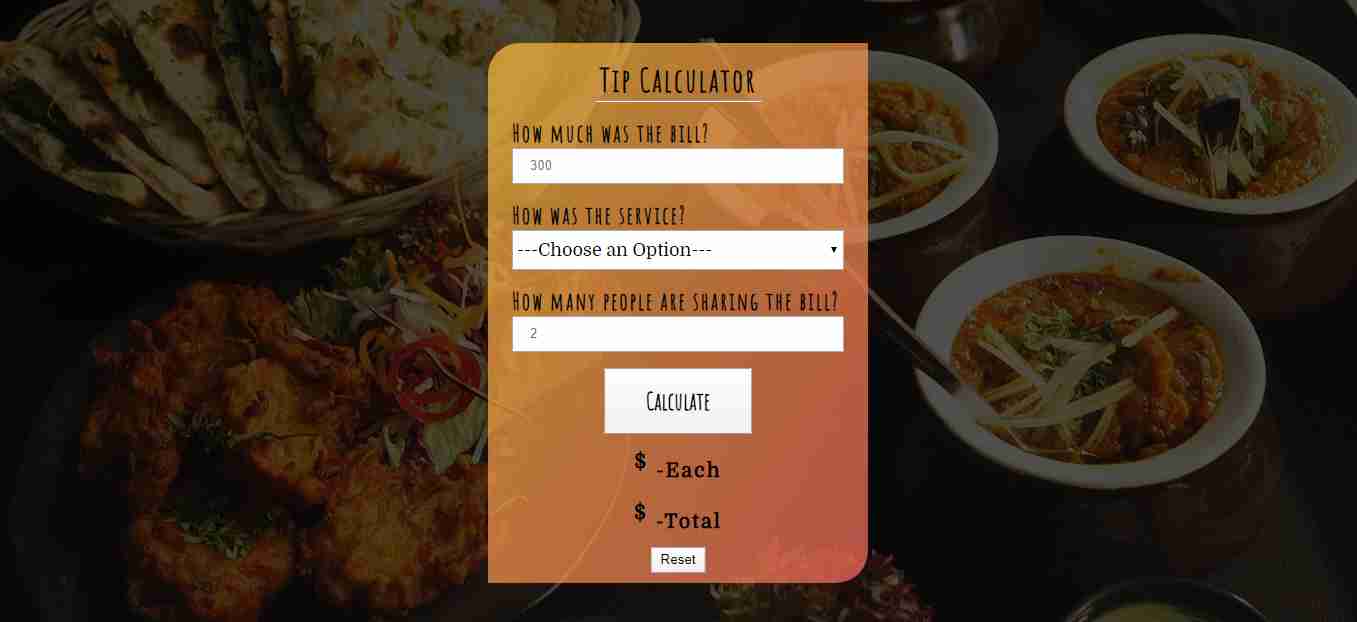 Tip Calculator
How much was the bill?
300
How was the service?
---Choose an Option---
How many people are sharing the bill?
2
Calculate
$ -Each
$ -Total
Reset